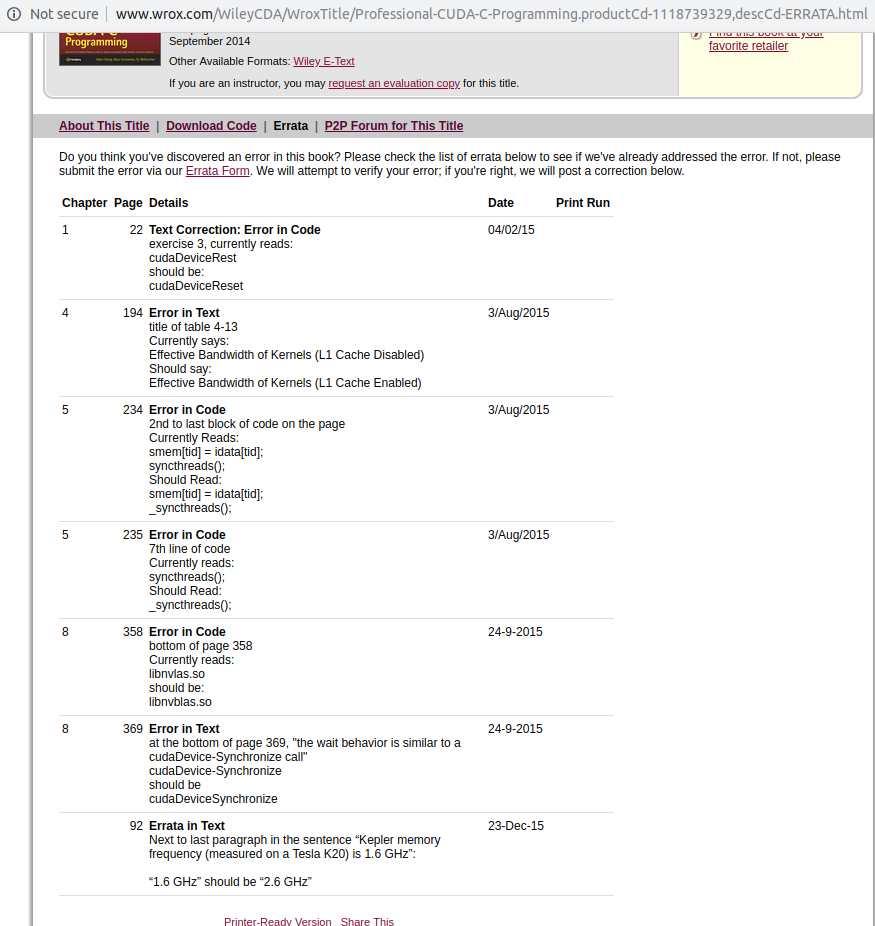 Not secure | www.wrox.com/WileyCDA/WroxTitle/Professional-CUDA-C-Programming.productCd-1118739329,descCd-ERRATA.html
Programming
September 2014
Other Available Formats: Wiley E-Text
If you are an instructor, you may request an evaluation copy for this title.
Find this book at your
favorite retailer
About This Title | Download Code | Errata | P2P Forum for This Title
Do you think you've discovered an error in this book? Please check the list of errata below to see if we've already addressed the error. If not, please
submit the error via our Errata Form. We will attempt to verify your error; if you're right, we will post a correction below.
Chapter Page Details Date Print Run
1 22 Text Correction: Error in Code 04/02/15
exercise 3, currently reads:
cudaDeviceRest
should be:
cudaDeviceReset
4 194 Error in Text 3/Aug/2015
title of table 4-13
Currently says:
Effective Bandwidth of Kernels (L1 Cache Disabled)
Should say:
Effective Bandwidth of Kernels (L1 Cache Enabled)
5 234 Error in Code 3/Aug/2015
2nd to last block of code on the page
Currently Reads:
smem[tid] = idata[tid];
syncthreads();
Should Read:
smem[tid] = idata[tid];
_syncthreads();
5 235 Error in Code 3/Aug/2015
7th line of code
Currently reads:
syncthreads();
Should Read:
_syncthreads();
8 358 Error in Code 24-9-2015
bottom of page 358
Currently reads:
libnvlas.so
should be:
libnvblas.so
8 369 Error in Text 24-9-2015
at the bottom of page 369, "the wait behavior is similar to a
cudaDevice-Synchronize call"
cudaDevice-Synchronize
should be
cudaDeviceSynchronize
92 Errata in Text 23-Dec-15
Next to last paragraph in the sentence “Kepler memory
frequency (measured on a Tesla K20) is 1.6 GHz”:
“1.6 GHz” should be “2.6 GHz”
Printer-Ready Version Share This